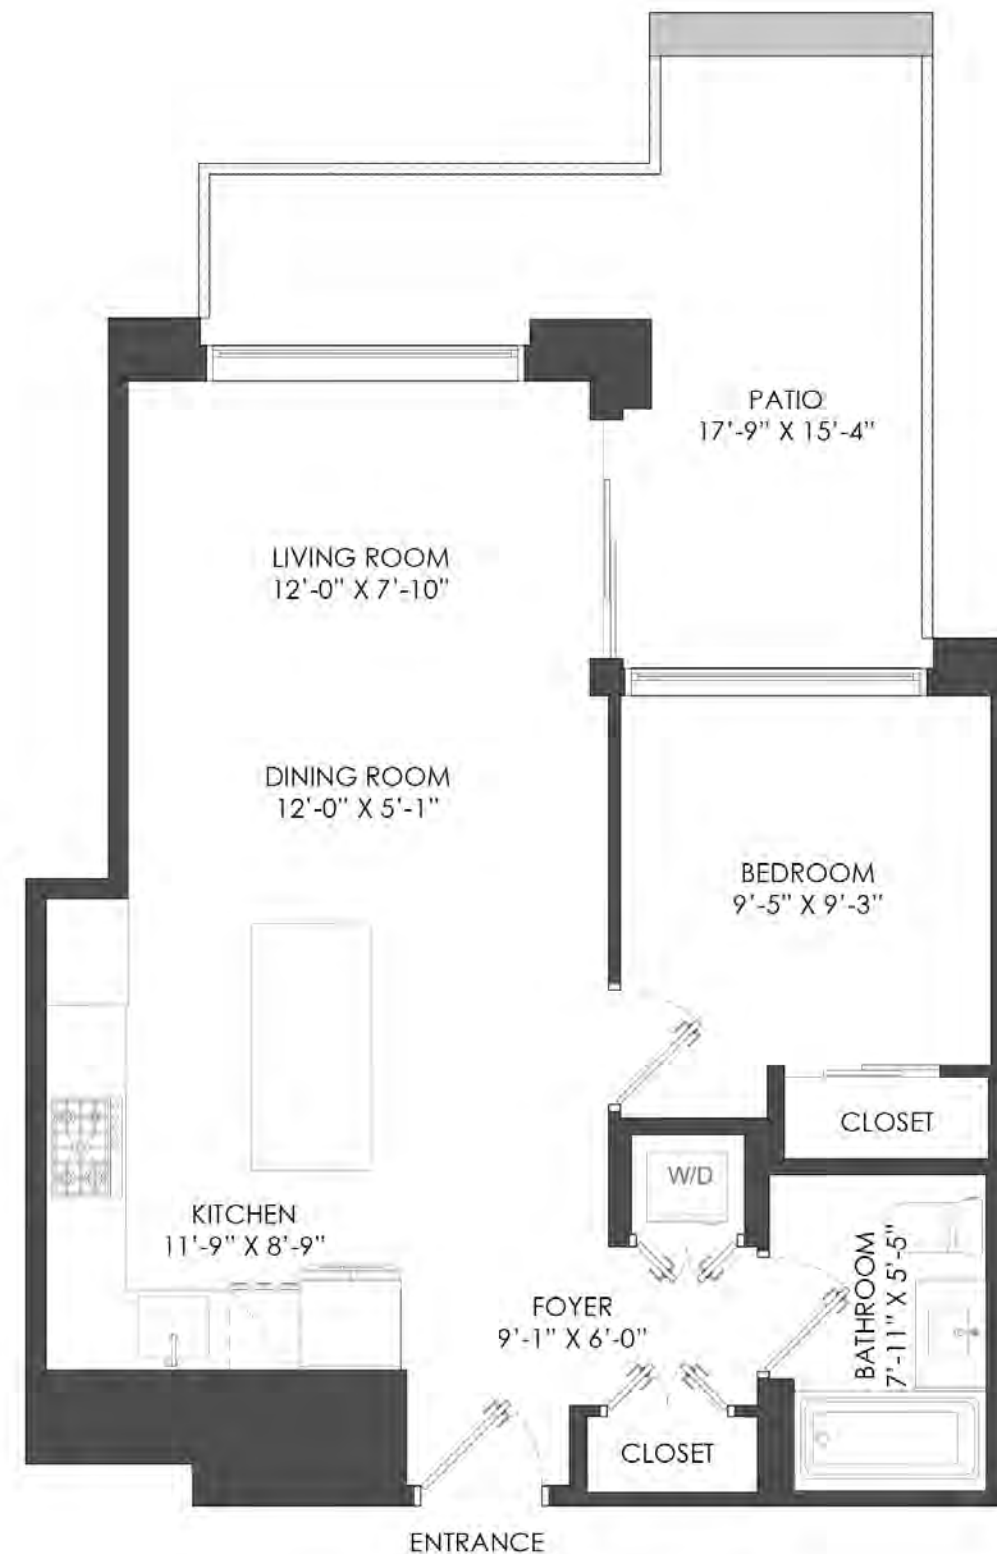 PATIO
17'-9" X 15'-4"
LIVING ROOM
12'-0" X 7'-10"
DINING ROOM
12'-0" X 5'-1"
BEDROOM
9'-5" X 9'-3"
CLOSET
W/D
KITCHEN
11'-9" X 8'-9"
FOYER
9'-1" X 6'-0"
BATHROOM
7'-11" X 5'-5"
CLOSET
ENTRANCE